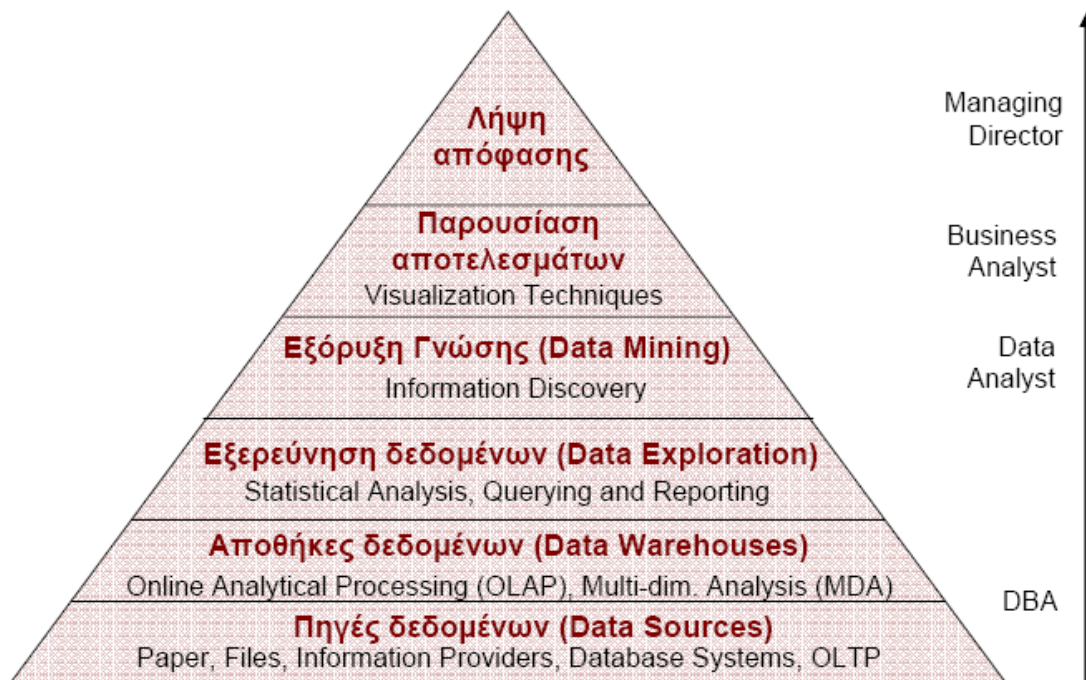 Λήψη
απόφασης
Managing
Director
Παρουσίαση
αποτελεσμάτων
Visualization Techniques
Business
Analyst
Εξόρυξη Γνώσης (Data Mining)
Information Discovery
Data
Analyst
Εξερεύνηση δεδομένων (Data Exploration)
Statistical Analysis, Querying and Reporting
Αποθήκες δεδομένων (Data Warehouses)
Online Analytical Processing (OLAP), Multi-dim. Analysis (MDA)
DBA
Πηγές δεδομένων (Data Sources)
Paper, Files, Information Providers, Database Systems, OLTP